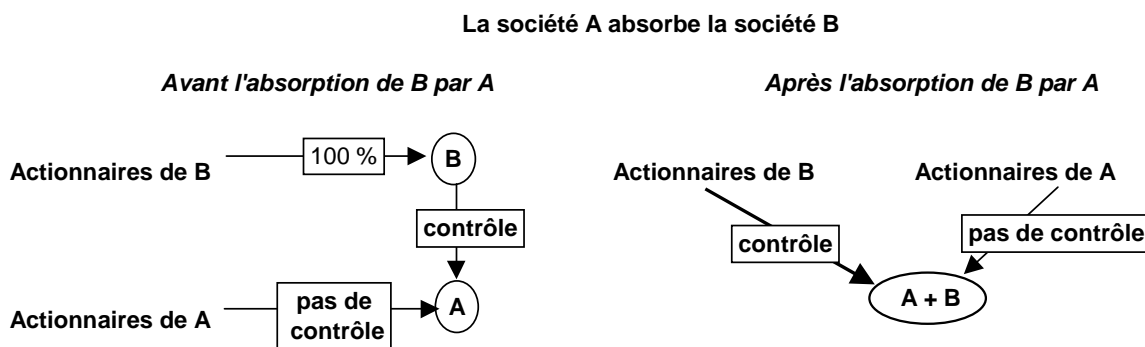 La société A absorbe la société B
Avant l'absorption de B par A
Après l'absorption de B par A
Actionnaires de B
100 %
B
contrôle
Actionnaires de A
pas de
contrôle
A
Actionnaires de B
Actionnaires de A
contrôle
pas de contrôle
A + B